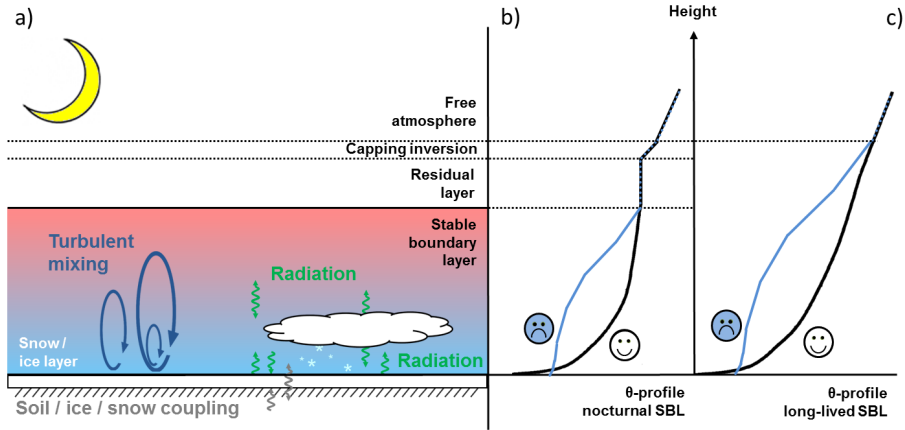 a)
b)
Height
c)
Free
atmosphere
Capping inversion
Residual
layer
Stable
boundary
layer
Turbulent
mixing
Radiation
Snow /
ice layer
Radiation
Soil / ice / snow coupling
θ-profile
nocturnal SBL
θ-profile
long-lived SBL